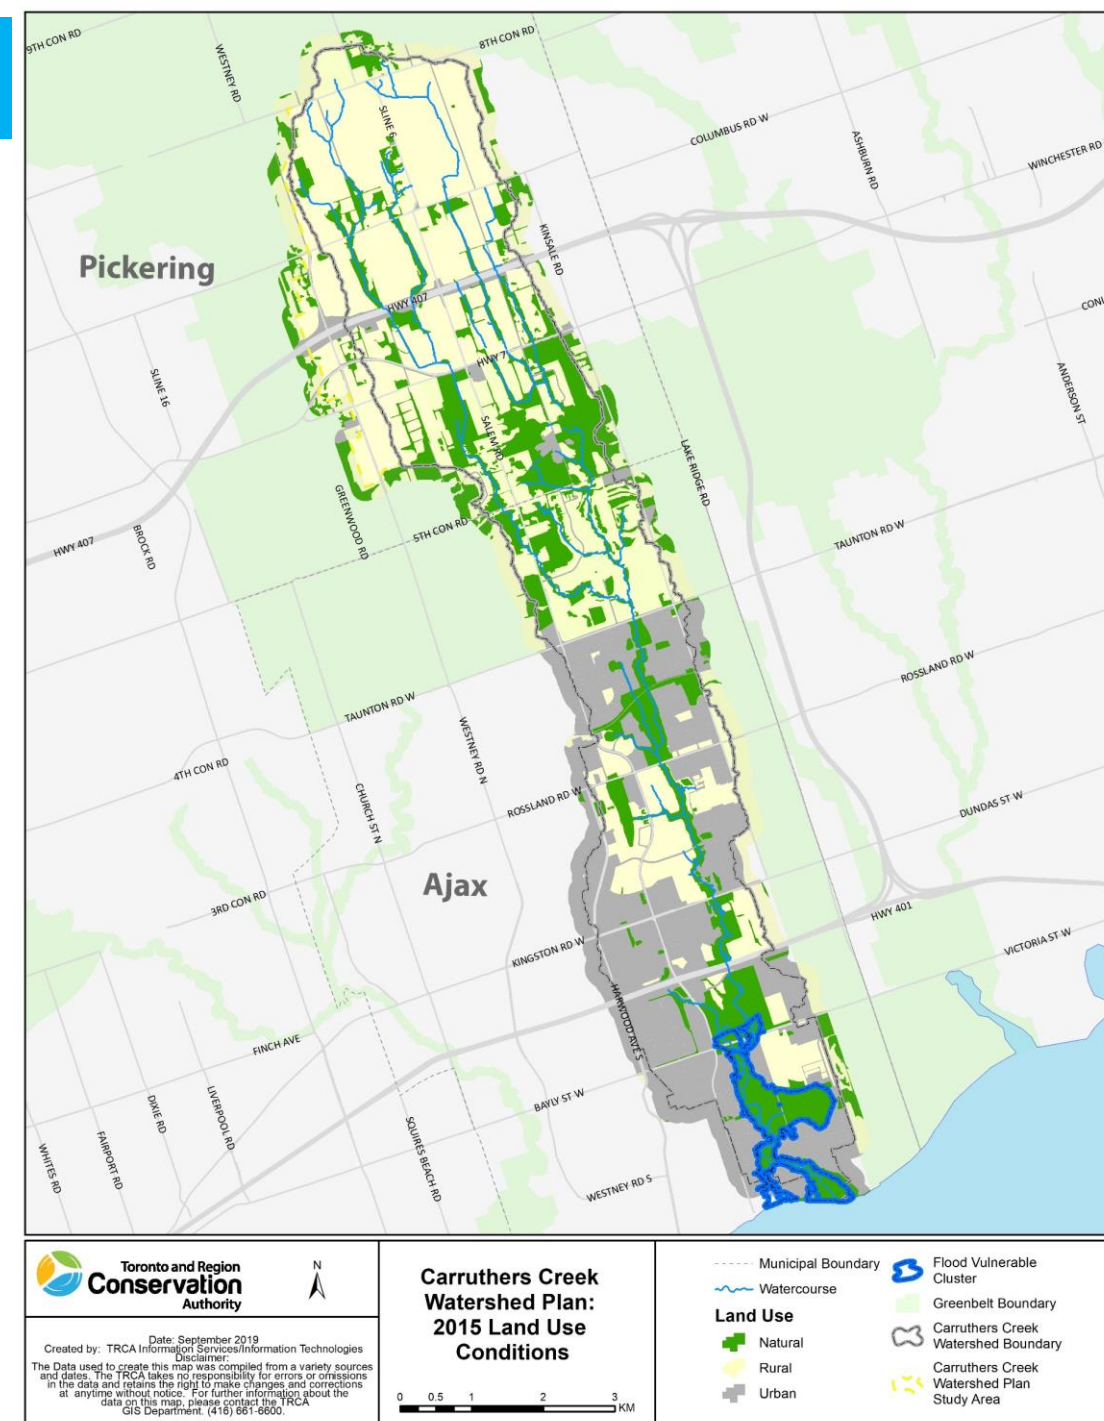 9TH CON RD
WESTNEY RD
8TH CON RD
SLINE 6
COLUMBUS RD W
ASHBURN RD
WINCHESTER RD
KINSALE RD
Pickering
HWY 407
HWY 7
SLINE 16
ANDERSON ST
SALEM RD
LAKE RIDGE RD
GREENWOOD RD
5TH CON RD
BROCK RD
HWY 407
TAUNTON RD W
ROSSLAND RD W
TAUNTON RD W
WESTNEY RD N
4TH CON RD
CHURCH ST N
ROSSLAND RD W
DUNDAS ST W
Ajax
3RD CON RD
HWY 401
KINGSTON RD W
VICTORIA ST W
HARWOOD AVE S
FINCH AVE
BAYLY ST W
LIVERPOOL RD
DIXIE RD
FAIRPORT RD
WHITES RD
SQUIRES BEACH RD
WESTNEY RD S
Toronto and Region
Conservation
Authority
N
Date: September 2019
Created by: TRCA Information Services/Information Technologies
Disclaimer:
The Data used to create this map was compiled from a variety sources
and dates. The TRCA takes no responsibility for errors or omissions
in the data and retains the right to make changes and corrections
at anytime without notice. For further information about the
data on this map, please contact the TRCA
GIS Department. (416) 661-6600.
Carruthers Creek
Watershed Plan:
2015 Land Use
Conditions
0 0.5 1 2 3
KM
Municipal Boundary
Watercourse
Land Use
Natural
Rural
Urban
Flood Vulnerable
Cluster
Greenbelt Boundary
Carruthers Creek
Watershed Boundary
Carruthers Creek
Watershed Plan
Study Area